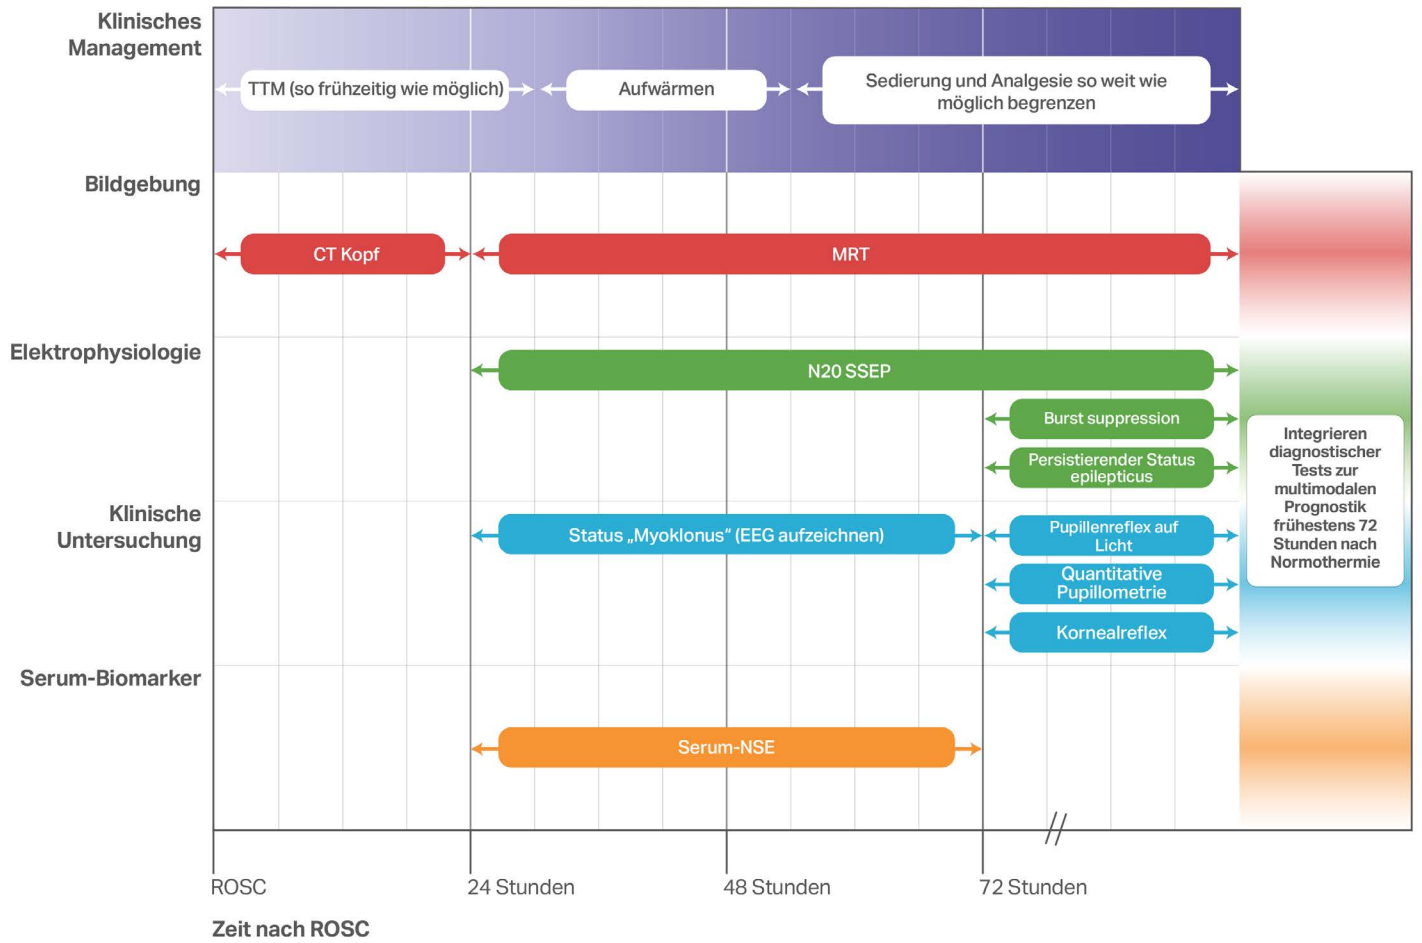 Klinisches
Management
TTM (so frühzeitig wie möglich)
Aufwärmen
Sedierung und Analgesie so weit wie
möglich begrenzen
Bildgebung
CT Kopf
MRT
Elektrophysiologie
N20 SSEP
Burst suppression
Persistierender Status
epilepticus
Klinische
Untersuchung
Status „Myoklonus“ (EEG aufzeichnen)
Pupillenreflex auf
Licht
Quantitative
Pupillometrie
Kornealreflex
Serum-Biomarker
Serum-NSE
Integrieren
diagnostischer
Tests zur
multimodalen
Prognostik
frühestens 72
Stunden nach
Normothermie
ROSC
24 Stunden
48 Stunden
72 Stunden
Zeit nach ROSC